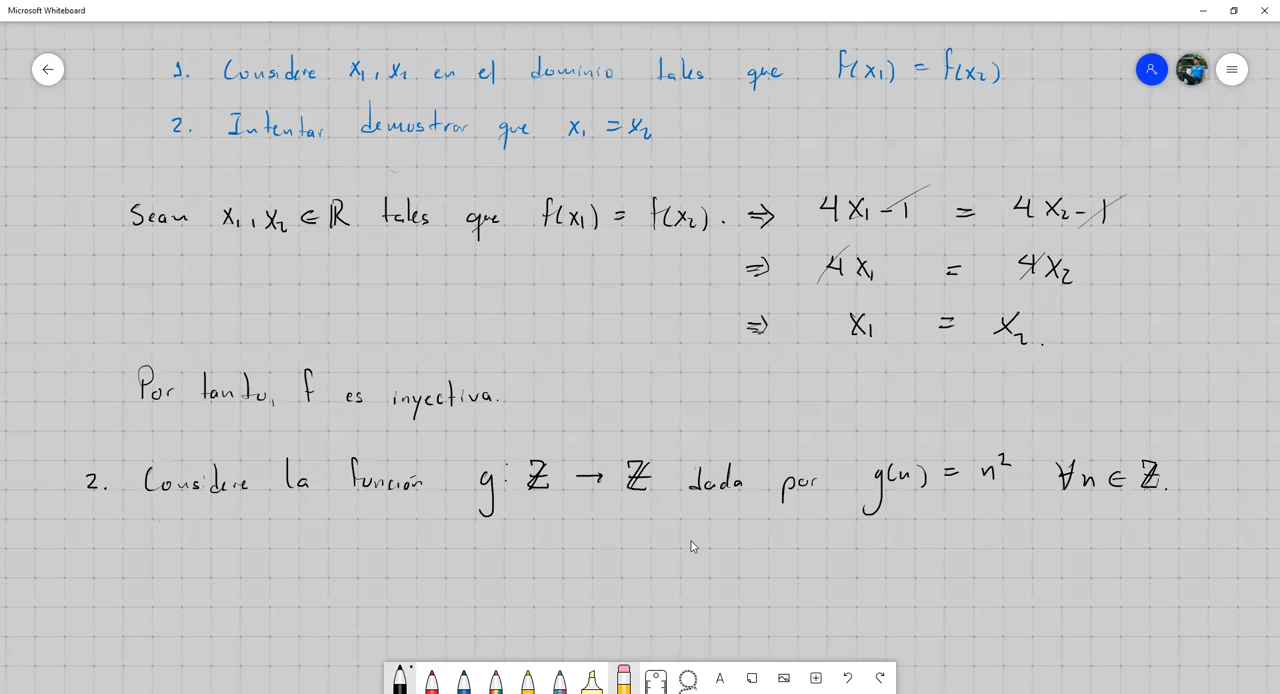 Microsoft Whiteboard
1. Considere x₁, x₂ en el dominio tales que f(x₁) = f(x₂)
2. Intentar demostrar que x₁ = x₂
Sean x₁, x₂ ∈ ℝ tales que f(x₁) = f(x₂). ⇒ 4x₁ - 1 = 4x₂ - 1
⇒ 4x₁ = 4x₂
⇒ x₁ = x₂.
Por tanto, f es inyectiva.
2. Considere la función g: ℤ → ℤ dada por g(n) = n² ∀n ∈ ℤ.
A